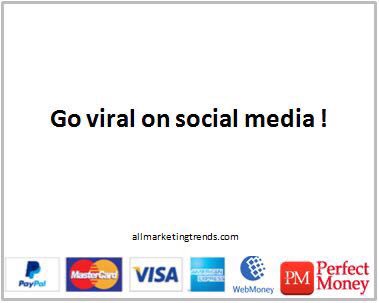 Go viral on social media !
allmarketingtrends.com
PayPal
MasterCard
VISA
AMERICAN EXPRESS
WebMoney
PM
Perfect Money